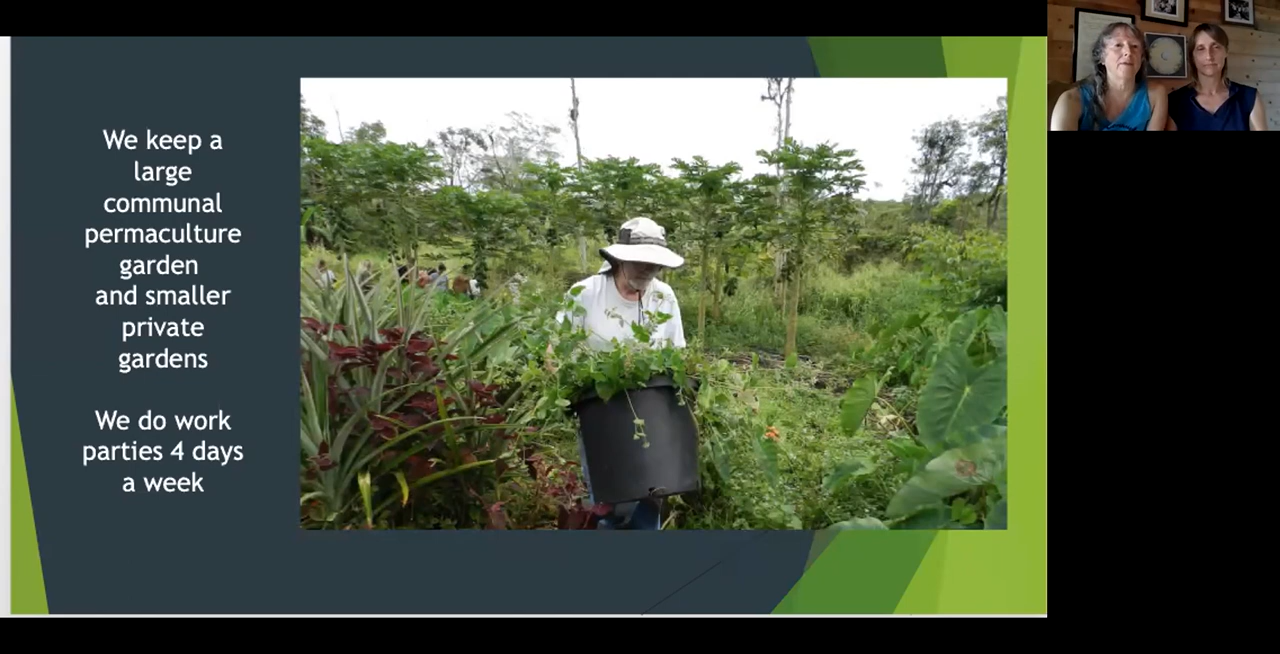 We keep a
large
communal
permaculture
garden
and smaller
private
gardens
We do work
parties 4 days
a week